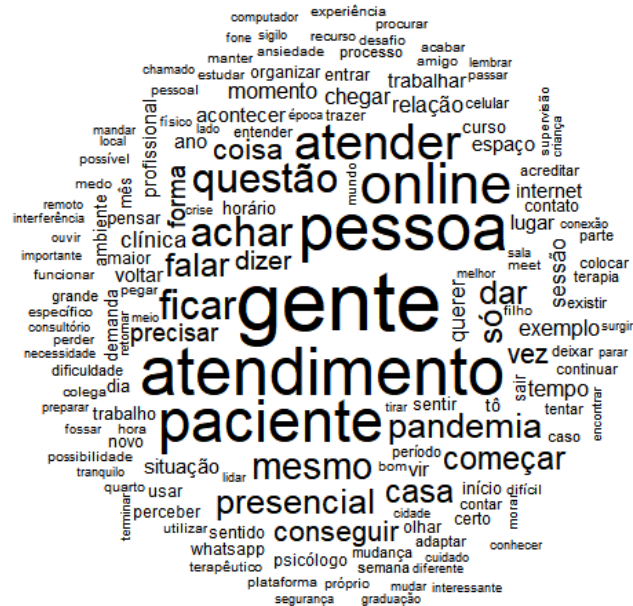 computador experiência procurar
fone sigilo recurso desafio acabar
manter ansiedade processo amigo lembrar
chamado estudar organizar entrar trabalhar passar
pessoal momento chegar relação celular
físico acontecer época trazer curso supervisão
mandar lado entender atender espaço criança
local ano coisa
possível profissional questão mundo online acreditar
medo mês forma crise horário internet
remoto contato
interferência pensar achar pessoa lugar conexão
ouvir ambiente clínica parte
importante maior falar dizer sala colocar
funcionar voltar melhor meet sessão terapia
grande pegar gente querer dar filho existir
específico demanda meio ficar só
consultório retomar precisar exemplo surgir
perder
necessidade vez deixar parar
dificuldade atendimento sair continuar
colega dia tempo
preparar trabalho paciente tirar sentir tô tentar encontrar
fossar hora pandemia caso
novo
possibilidade situação mesmo período começar
tranquilo lidar bom vir
quarto usar casa início difícil
terminar perceber presencial cidade contar morar
utilizar sentido conseguir olhar certo
whatsapp adaptar conhecer
terapêutico psicólogo mudança cuidado
semana diferente
plataforma próprio mudar interessante
segurança graduação